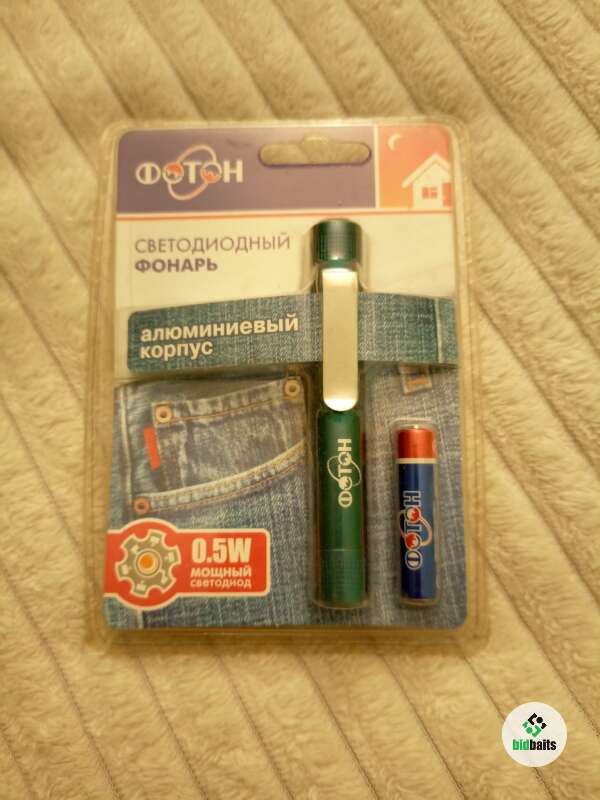 ФОТОН
СВЕТОДИОДНЫЙ
ФОНАРЬ
алюминиевый
корпус
ФОТОН
ФОТОН
0.5W
МОЩНЫЙ
светодиод
bidbaits